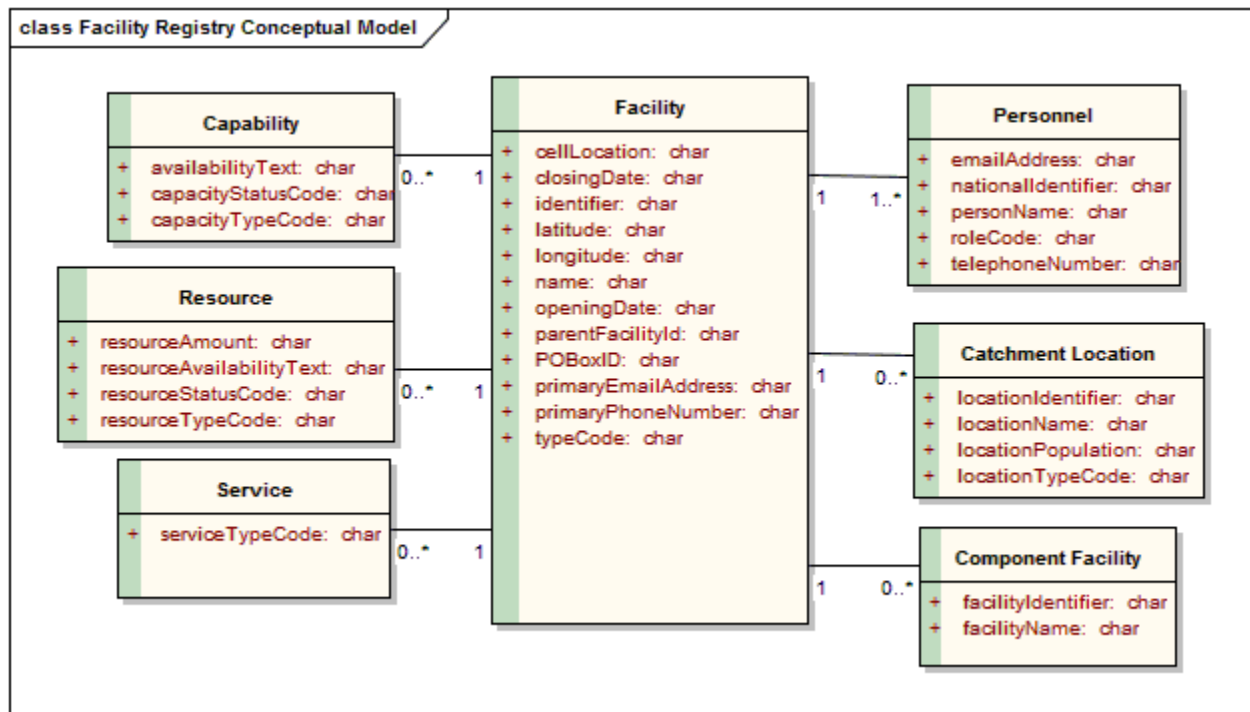 class Facility Registry Conceptual Model
Capability
+ availabilityText: char
+ capacityStatusCode: char
+ capacityTypeCode: char
0..* 1
Resource
+ resourceAmount: char
+ resourceAvailabilityText: char
+ resourceStatusCode: char
+ resourceTypeCode: char
0..* 1
Service
+ serviceTypeCode: char
0..* 1
Facility
+ cellLocation: char
+ closingDate: char
+ identifier: char
+ latitude: char
+ longitude: char
+ name: char
+ openingDate: char
+ parentFacilityId: char
+ POBoxID: char
+ primaryEmailAddress: char
+ primaryPhoneNumber: char
+ typeCode: char
Personnel
+ emailAddress: char
+ nationalIdentifier: char
+ personName: char
+ roleCode: char
+ telephoneNumber: char
1 1..*
Catchment Location
+ locationIdentifier: char
+ locationName: char
+ locationPopulation: char
+ locationTypeCode: char
1 0..*
Component Facility
+ facilityIdentifier: char
+ facilityName: char
1 0..*